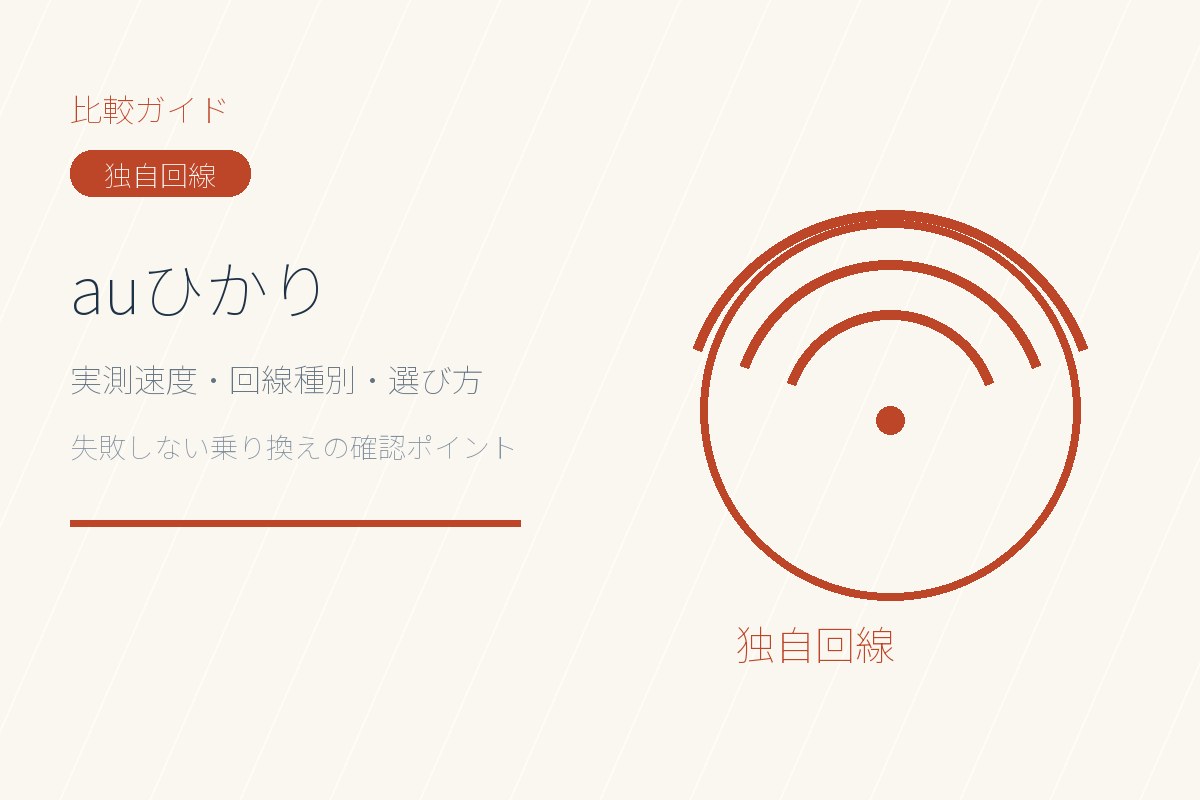 比較ガイド
独自回線
auひかり
実測速度・回線種別・選び方
失敗しない乗り換えの確認ポイント
独自回線